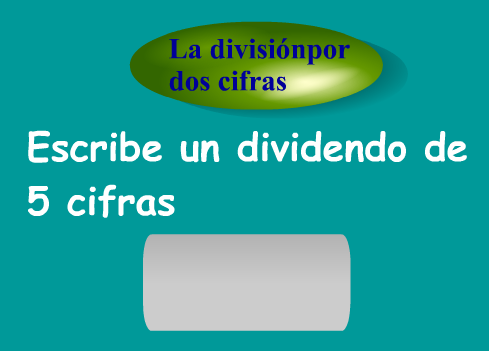 La divisiónpor
dos cifras
Escribe un dividendo de
5 cifras